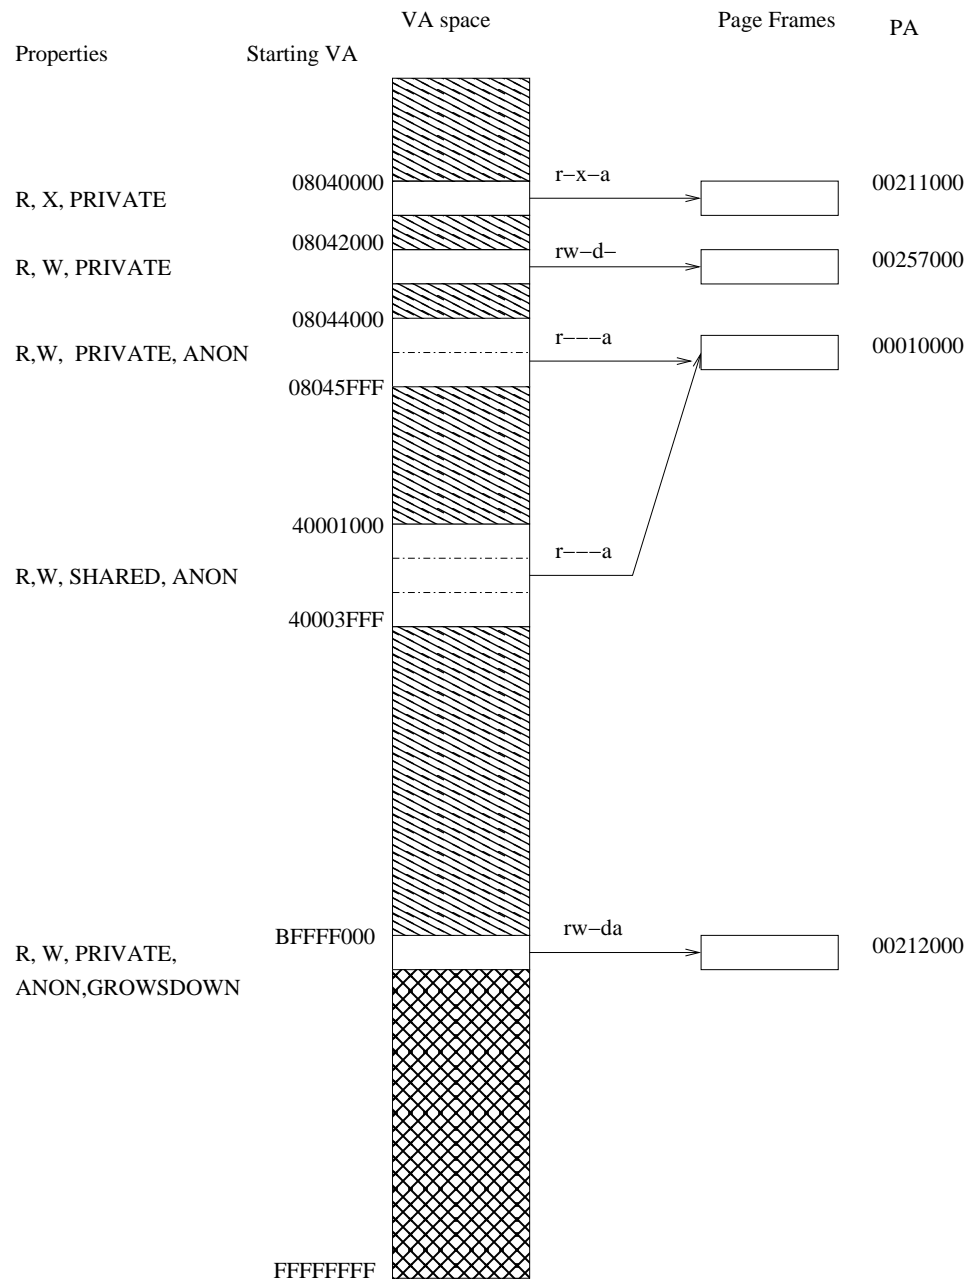 VA space
Page Frames
PA
Properties
Starting VA
08040000
r-x-a
00211000
R, X, PRIVATE
08042000
rw-d-
00257000
R, W, PRIVATE
08044000
r---a
00010000
R,W, PRIVATE, ANON
08045FFF
40001000
r---a
R,W, SHARED, ANON
40003FFF
BFFFF000
rw-da
00212000
R, W, PRIVATE,
ANON,GROWSDOWN
FFFFFFFF